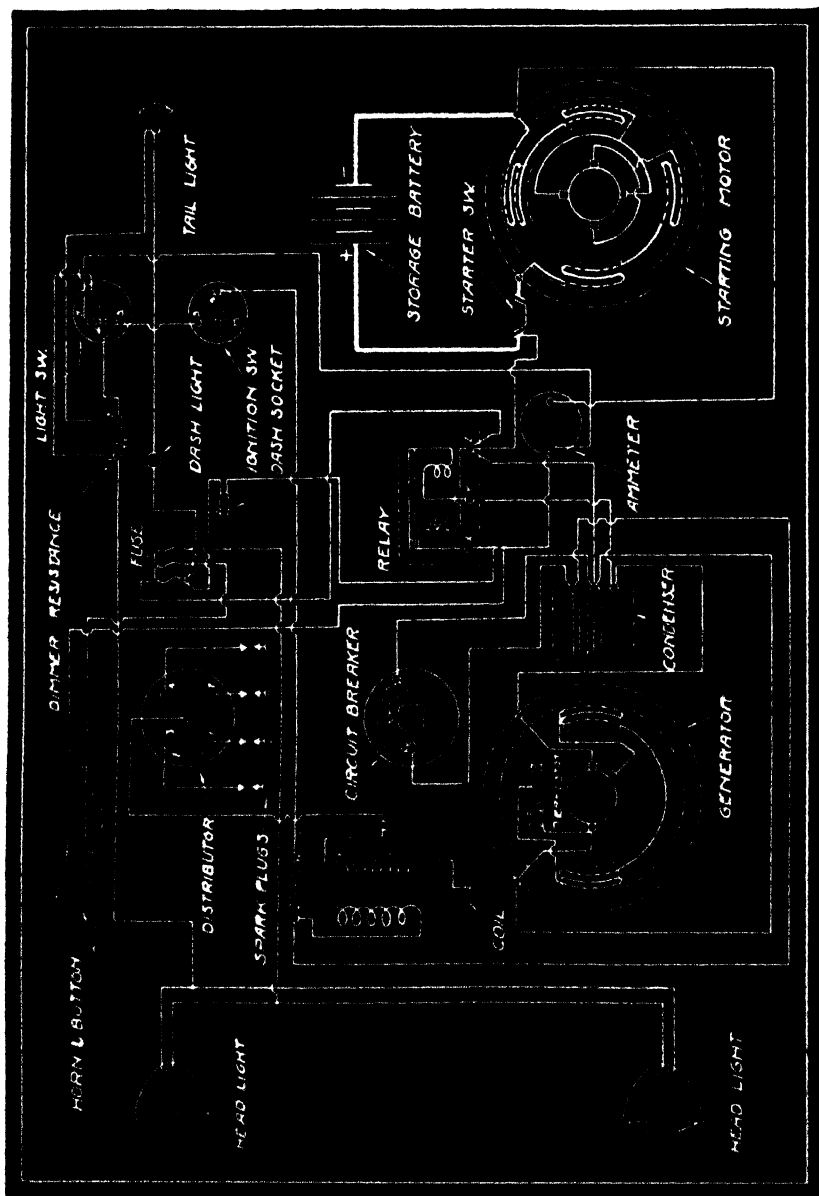 HORN & BUTTON
DIMMER RESISTANCE
LIGHT SW.
HEAD LIGHT
DISTRIBUTOR
SPARK PLUGS
FUSE
DASH LIGHT
IGNITION SW
DASH SOCKET
TAIL LIGHT
CIRCUIT BREAKER
RELAY
STORAGE BATTERY
- +
STARTER SW
COIL
CONDENSER
AMMETER
HEAD LIGHT
GENERATOR
STARTING MOTOR